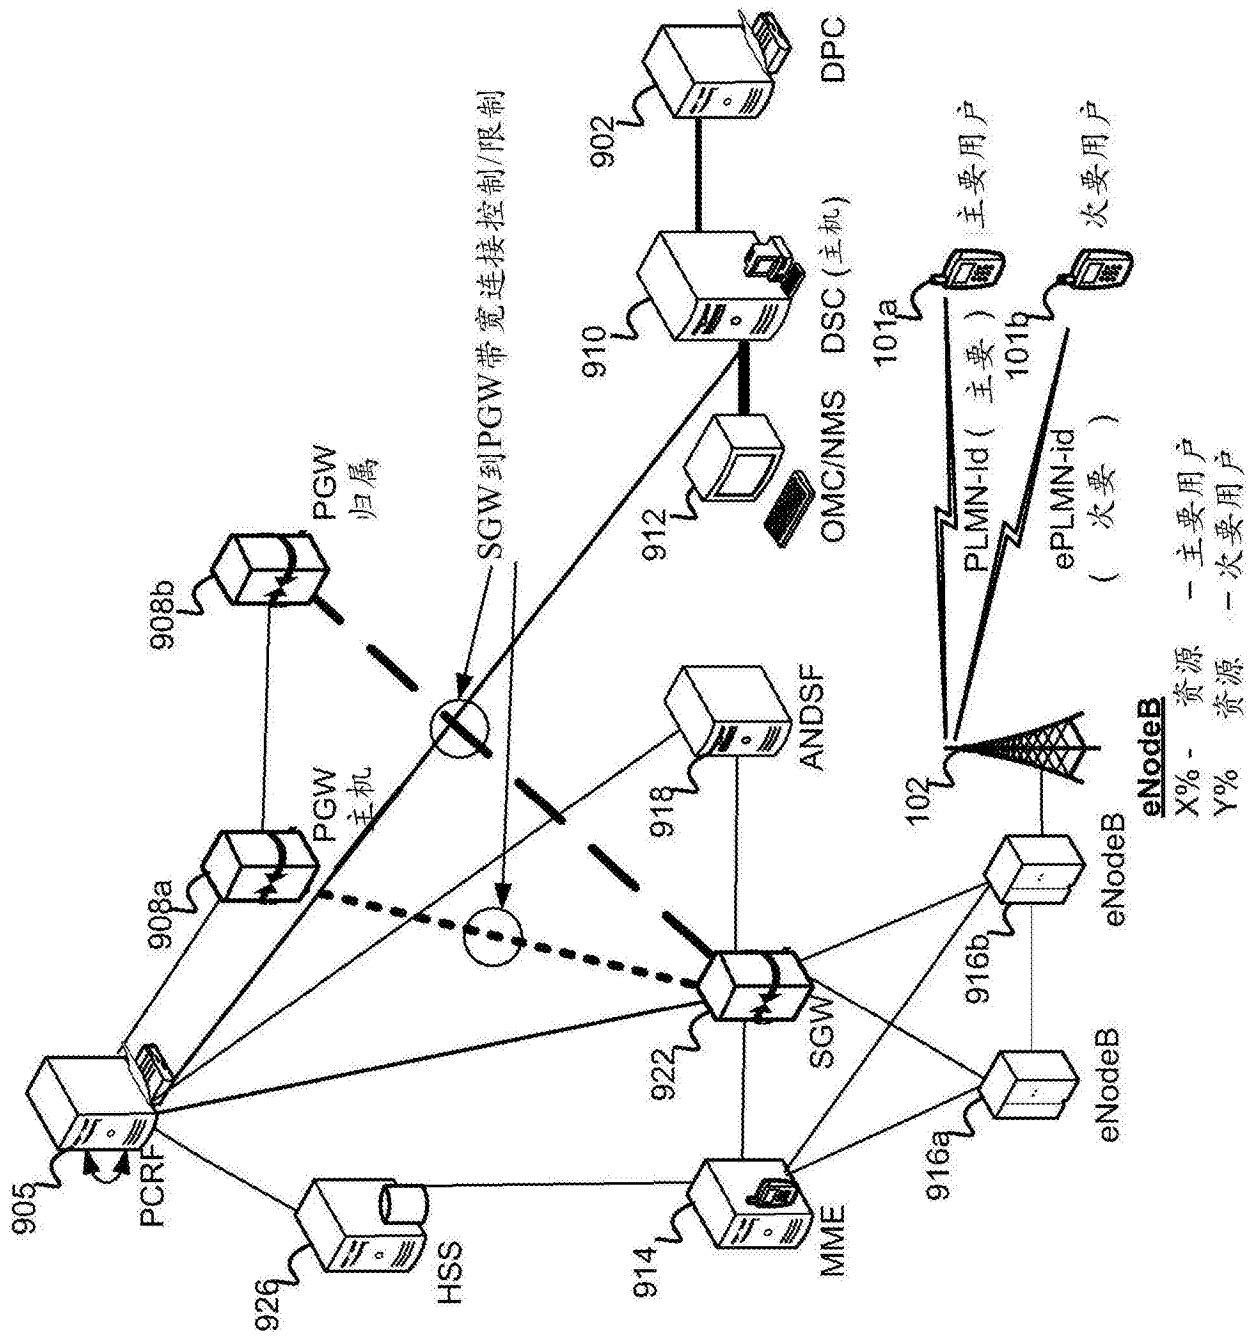 905
PCRF
926
HSS
908a
PGW
主机
908b
PGW
归属
SGW到PGW带宽连接控制/限制
914
MME
922
SGW
918
ANDSF
912
OMC/NMS
910
DSC(主机)
902
DPC
916a
eNodeB
916b
eNodeB
102
eNodeB
X%- 资源 —主要用户
Y% 资源 —次要用户
PLMN-Id(主要)
ePLMN-id
(次要)
101a
主要用户
101b
次要用户